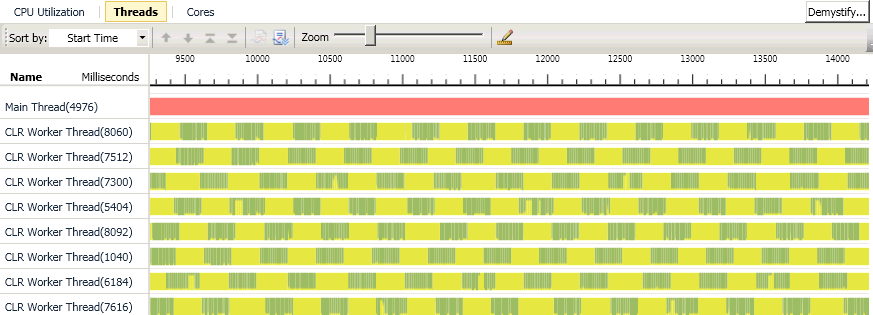 CPU Utilization Threads Cores Demystify...
Sort by: Start Time Zoom
9500 10000 10500 11000 11500 12000 12500 13000 13500 14000
Name Milliseconds
Main Thread(4976)
CLR Worker Thread(8060)
CLR Worker Thread(7512)
CLR Worker Thread(7300)
CLR Worker Thread(5404)
CLR Worker Thread(8092)
CLR Worker Thread(1040)
CLR Worker Thread(6184)
CLR Worker Thread(7616)